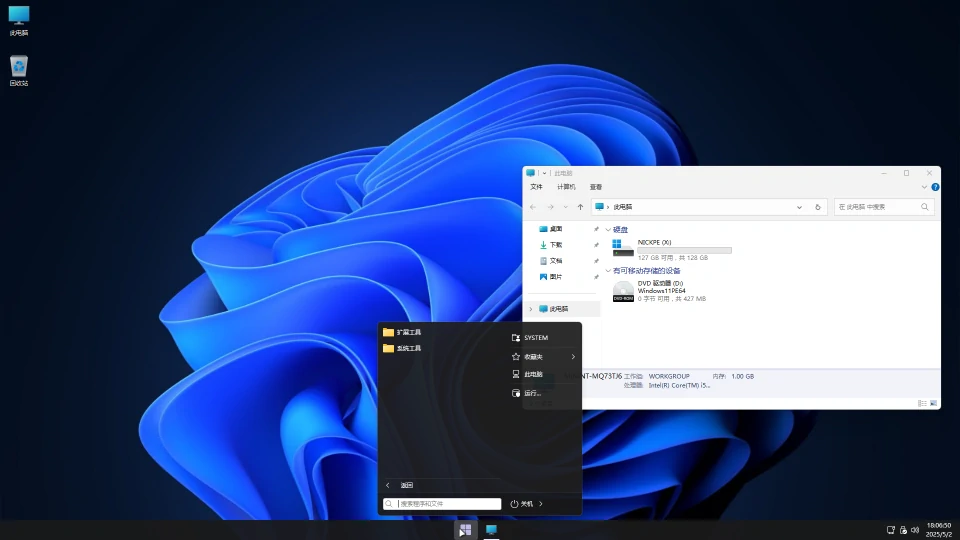 此电脑
回收站
此电脑
文件
计算机
查看
此电脑
在 此电脑 中搜索
桌面
下载
文档
图片
此电脑
硬盘
NICKPE (X:)
127 GB 可用 , 共 128 GB
有可移动存储的设备
DVD 驱动器 (D:)
Windows11PE64
0 字节 可用 , 共 427 MB
DVD-ROM
NT-MQ73TJ6 工作组: WORKGROUP 内存: 1.00 GB
处理器: Intel(R) Core(TM) i5...
扩展工具
系统工具
SYSTEM
收藏夹
此电脑
运行...
返回
搜索程序和文件
关机
18:06:50
2025/5/2